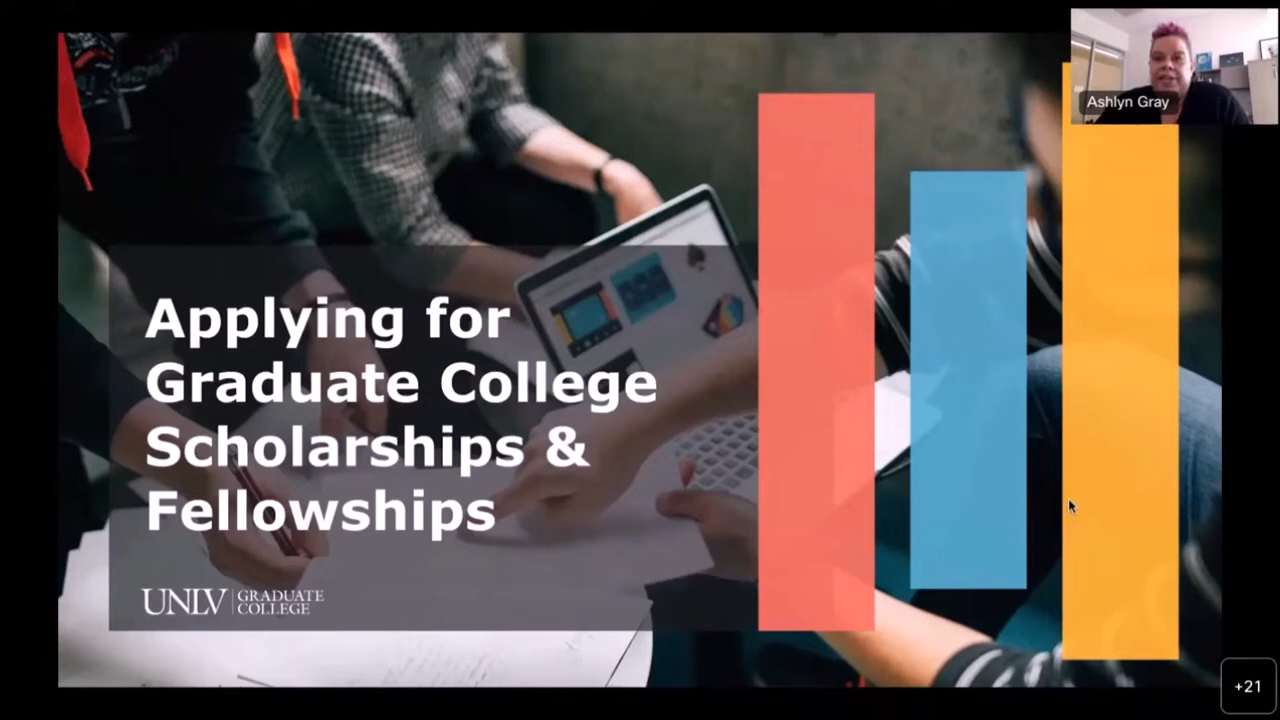 Ashlyn Gray
Applying for
Graduate College
Scholarships &
Fellowships
UNLV
GRADUATE
COLLEGE
+21